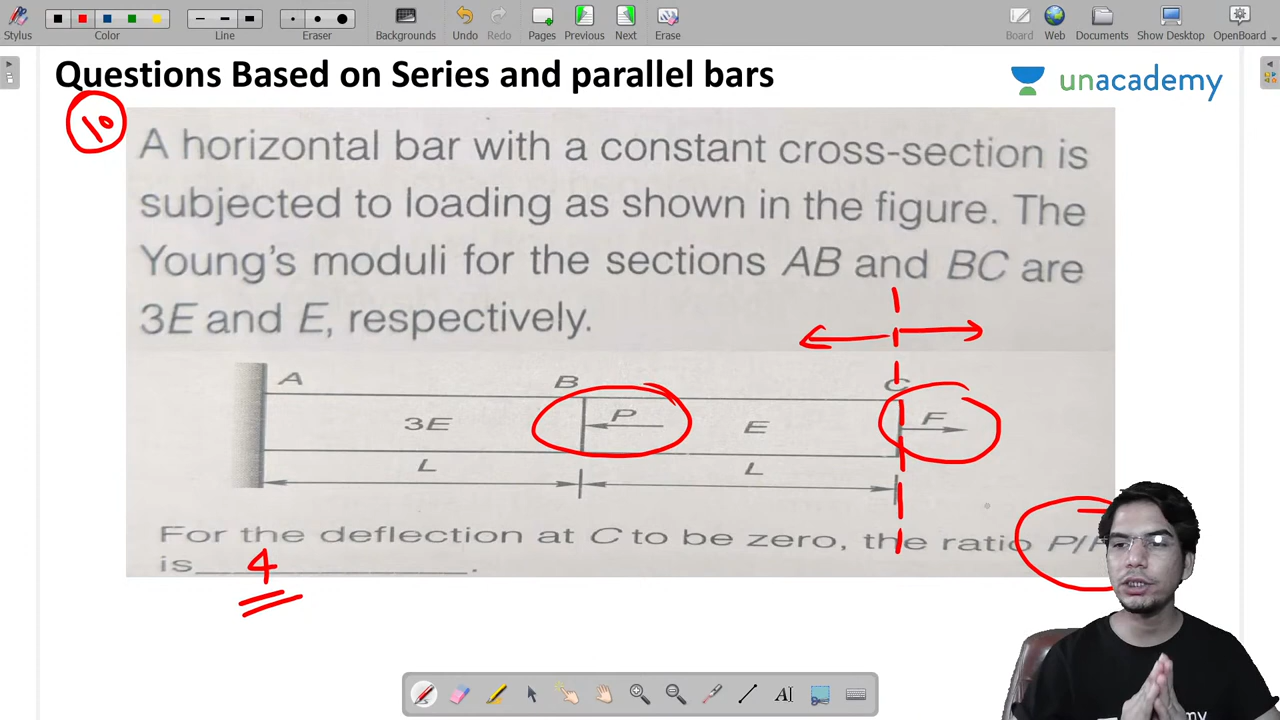 Stylus
Color
Line
Eraser
Backgrounds
Undo
Redo
Pages
Previous
Next
Erase
Board
Web
Documents
Show Desktop
OpenBoard
Questions Based on Series and parallel bars
unacademy
10
A horizontal bar with a constant cross-section is
subjected to loading as shown in the figure. The
Young's moduli for the sections AB and BC are
3E and E, respectively.
A
B
C
3E
P
E
F
L
L
For the deflection at C to be zero, the ratio P/F
is 4.
AI